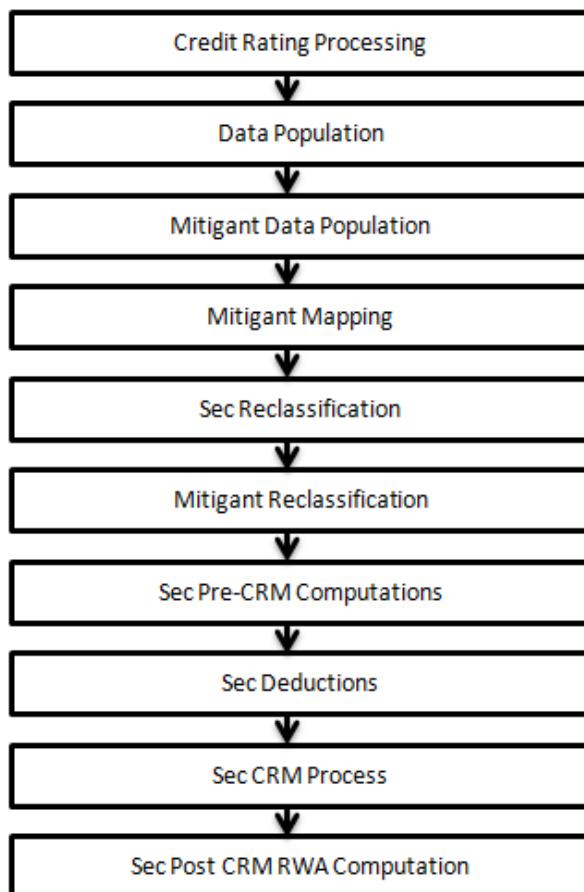 Credit Rating Processing
Data Population
Mitigant Data Population
Mitigant Mapping
Sec Reclassification
Mitigant Reclassification
Sec Pre-CRM Computations
Sec Deductions
Sec CRM Process
Sec Post CRM RWA Computation